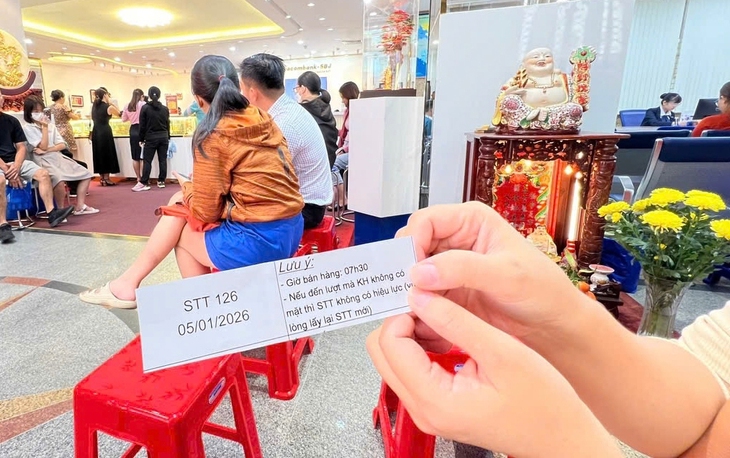 STT 126
05/01/2026
Lưu ý:
- Giờ bán hàng: 07h30
- Nếu đến lượt mà KH không có
mặt thì STT không có hiệu lực (v
lòng lấy lại STT mới)